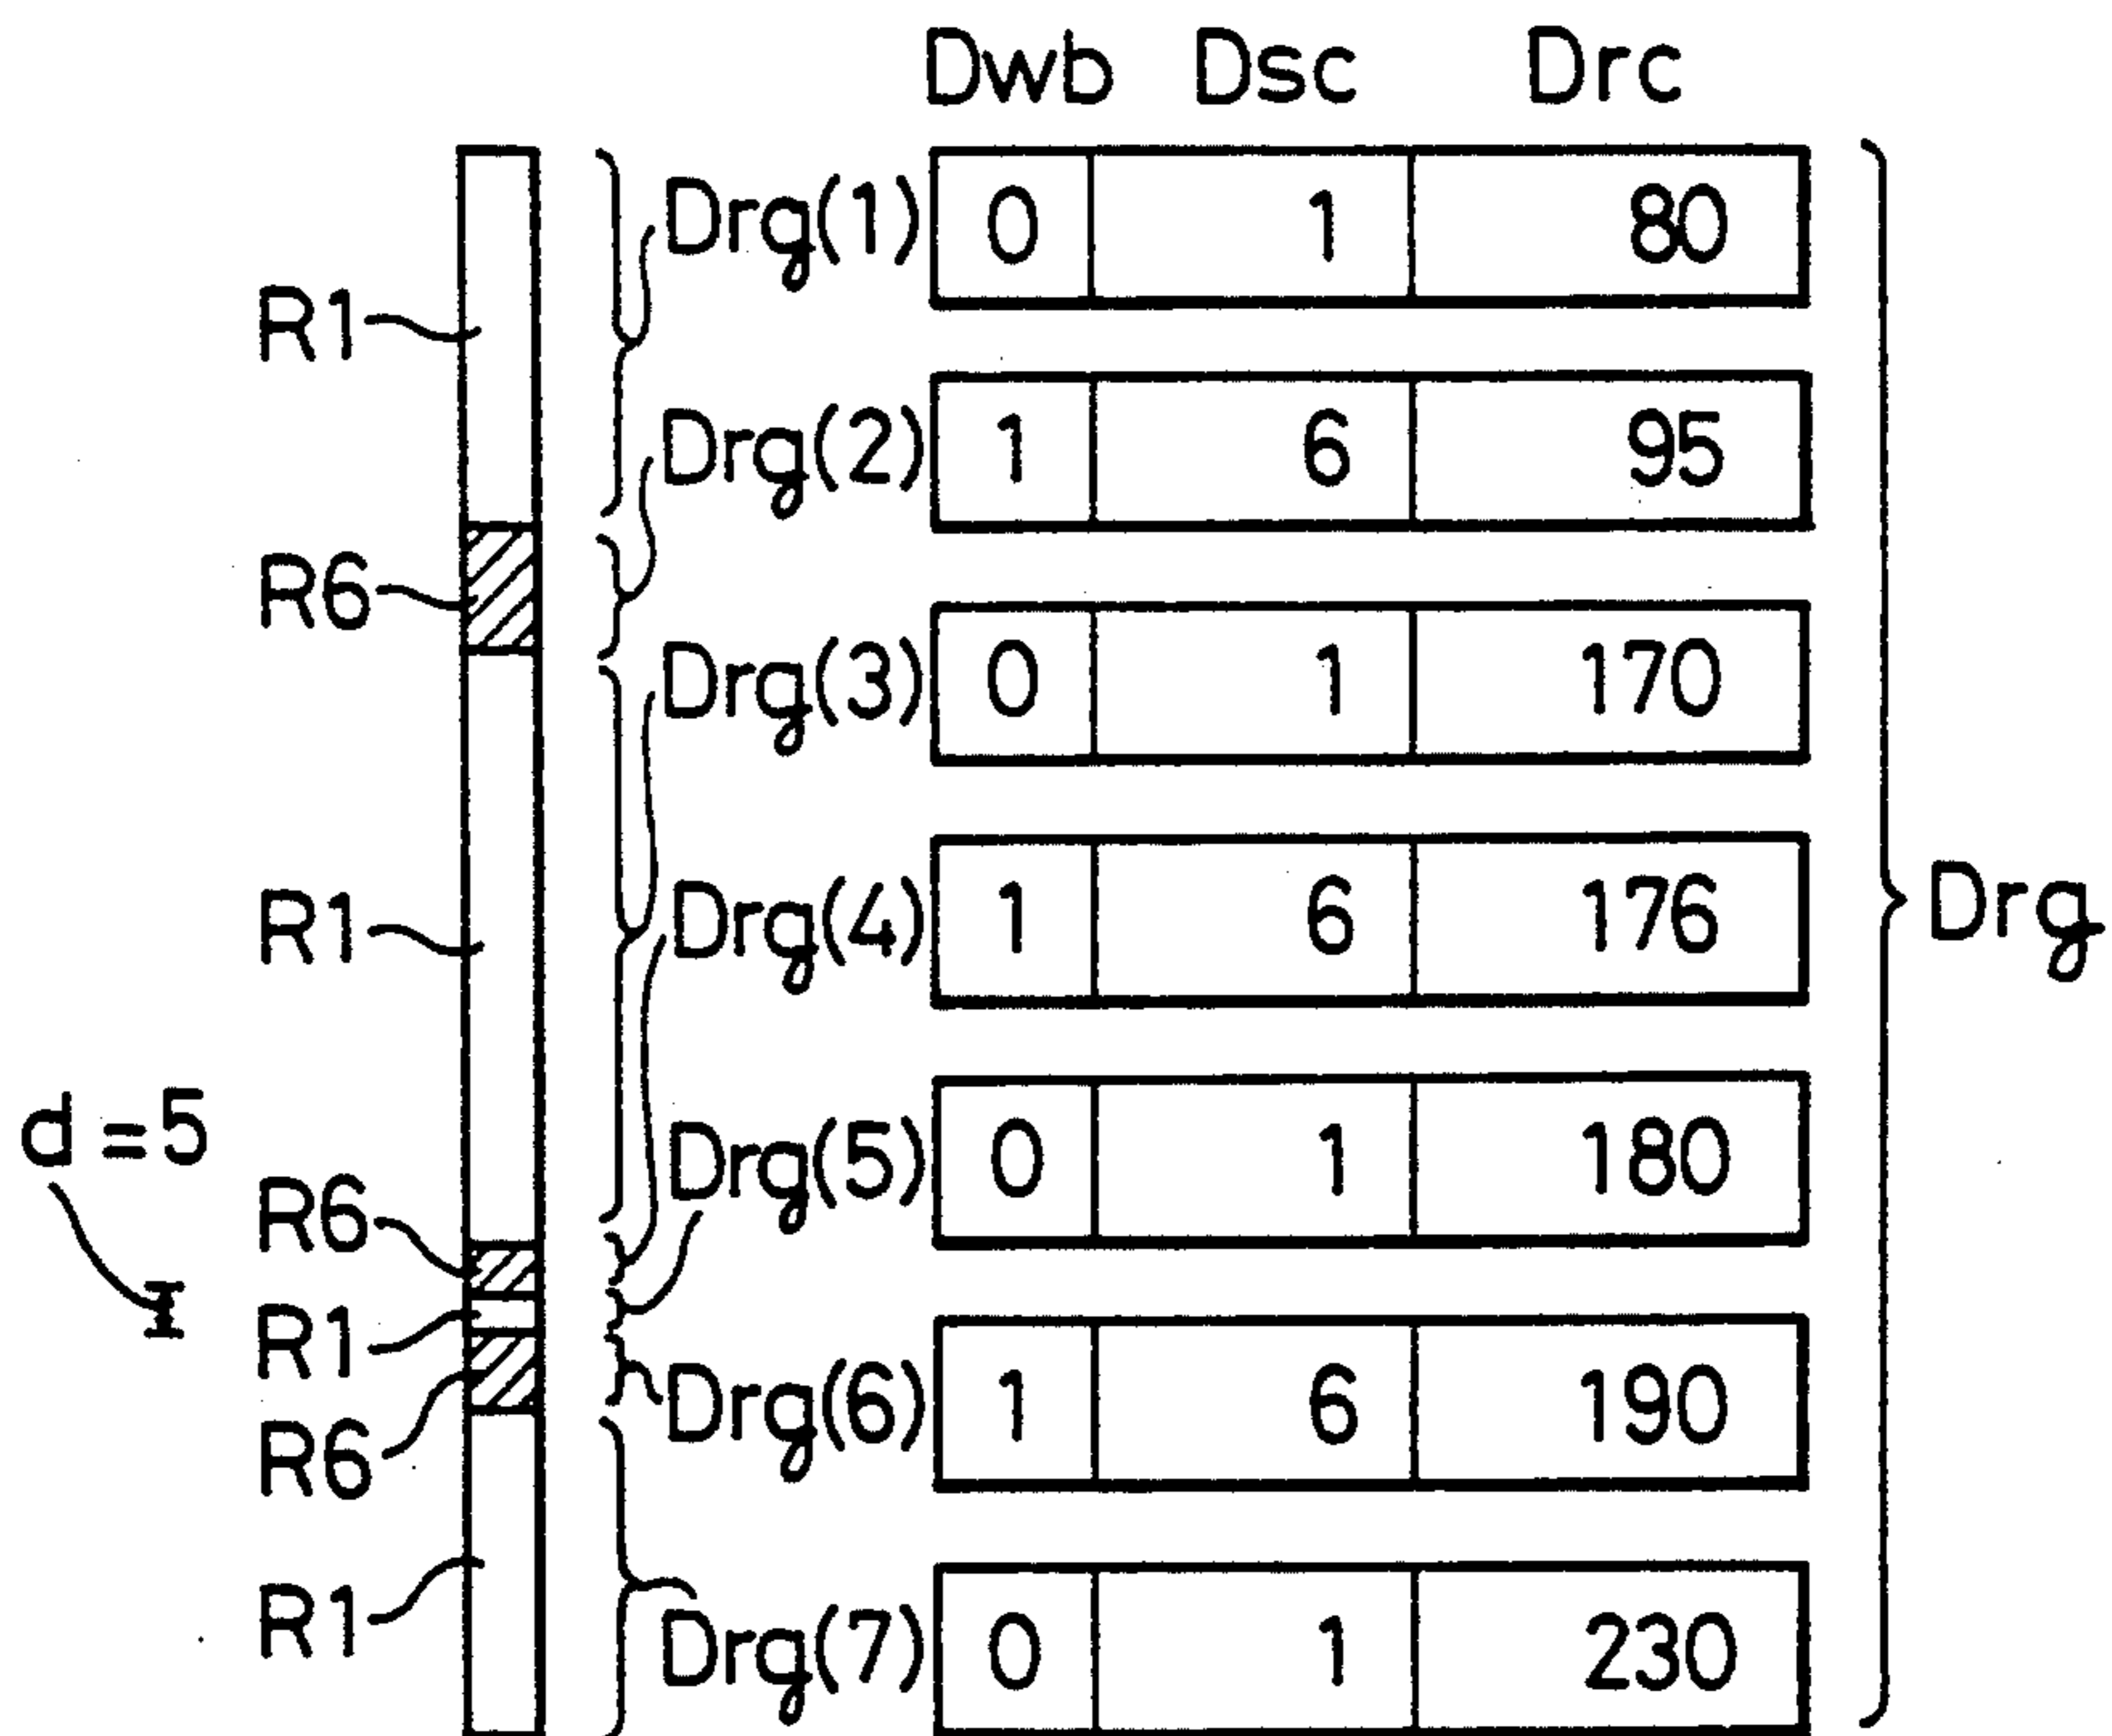 Dwb Dsc Drc
R1
Drg(1) 0 1 80
Drg(2) 1 6 95
R6
Drg(3) 0 1 170
R1
Drg(4) 1 6 176
Drg
d=5
Drg(5) 0 1 180
R6
R1
Drg(6) 1 6 190
R6
R1
Drg(7) 0 1 230